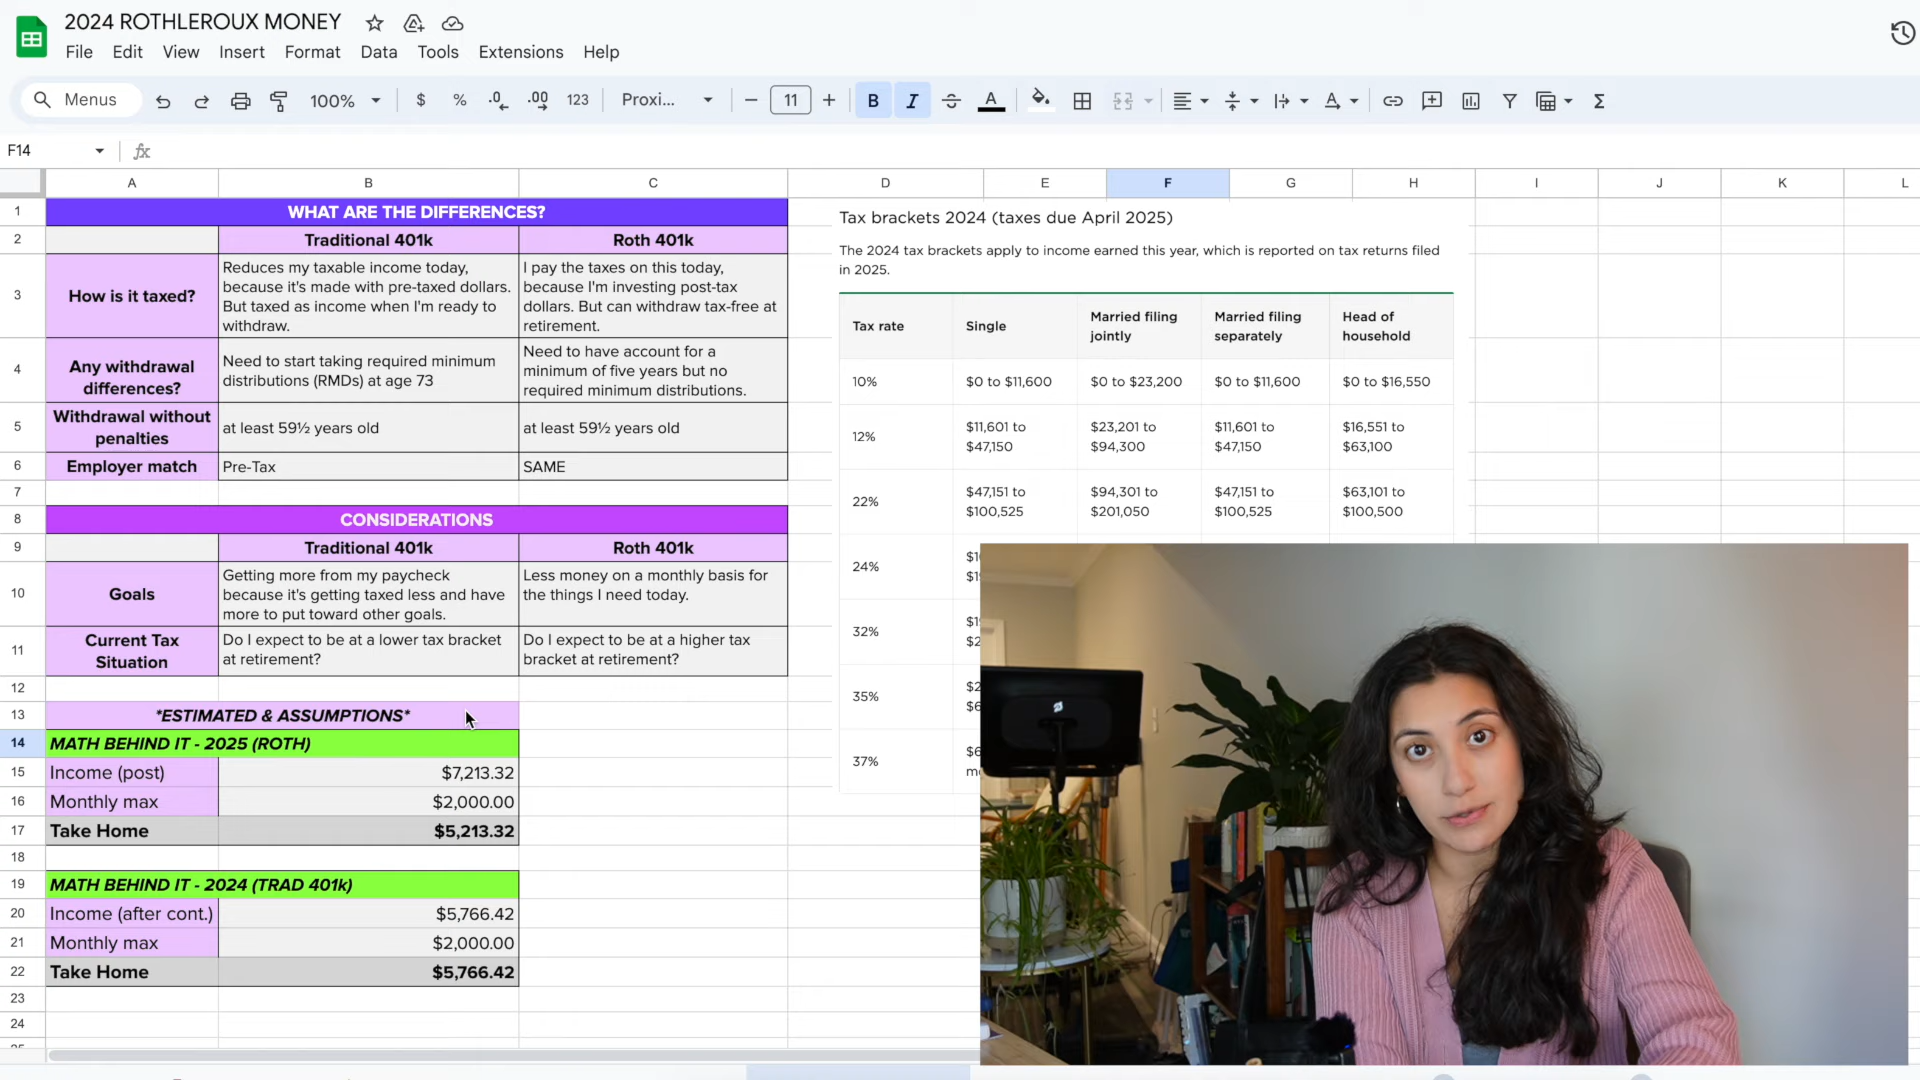 2024 ROTHLEROUX MONEY
File Edit View Insert Format Data Tools Extensions Help
Menus 100% $ % .0 .00 123 Proxi... 11 B I A A Σ
F14 fx
A B C D E F G H I J K L
1 WHAT ARE THE DIFFERENCES?
2 Traditional 401k Roth 401k
3 How is it taxed?
Reduces my taxable income today,
because it's made with pre-taxed dollars.
But taxed as income when I'm ready to
withdraw.
I pay the taxes on this today,
because I'm investing post-tax
dollars. But can withdraw tax-free at
retirement.
4 Any withdrawal
differences?
Need to start taking required minimum
distributions (RMDs) at age 73
Need to have account for a
minimum of five years but no
required minimum distributions.
5 Withdrawal without
penalties
at least 59½ years old
at least 59½ years old
6 Employer match Pre-Tax SAME
7
8 CONSIDERATIONS
9 Traditional 401k Roth 401k
10 Goals
Getting more from my paycheck
because it's getting taxed less and have
more to put toward other goals.
Less money on a monthly basis for
the things I need today.
11 Current Tax
Situation
Do I expect to be at a lower tax bracket
at retirement?
Do I expect to be at a higher tax
bracket at retirement?
12
13 *ESTIMATED & ASSUMPTIONS*
14 MATH BEHIND IT - 2025 (ROTH)
15 Income (post) $7,213.32
16 Monthly max $2,000.00
17 Take Home $5,213.32
18
19 MATH BEHIND IT - 2024 (TRAD 401k)
20 Income (after cont.) $5,766.42
21 Monthly max $2,000.00
22 Take Home $5,766.42
23
24
Tax brackets 2024 (taxes due April 2025)
The 2024 tax brackets apply to income earned this year, which is reported on tax returns filed
in 2025.
Tax rate Single Married filing jointly Married filing separately Head of household
10% $0 to $11,600 $0 to $23,200 $0 to $11,600 $0 to $16,550
12% $11,601 to $47,150 $23,201 to $94,300 $11,601 to $47,150 $16,551 to $63,100
22% $47,151 to $100,525 $94,301 to $201,050 $47,151 to $100,525 $63,101 to $100,500
24%
32%
35%
37%